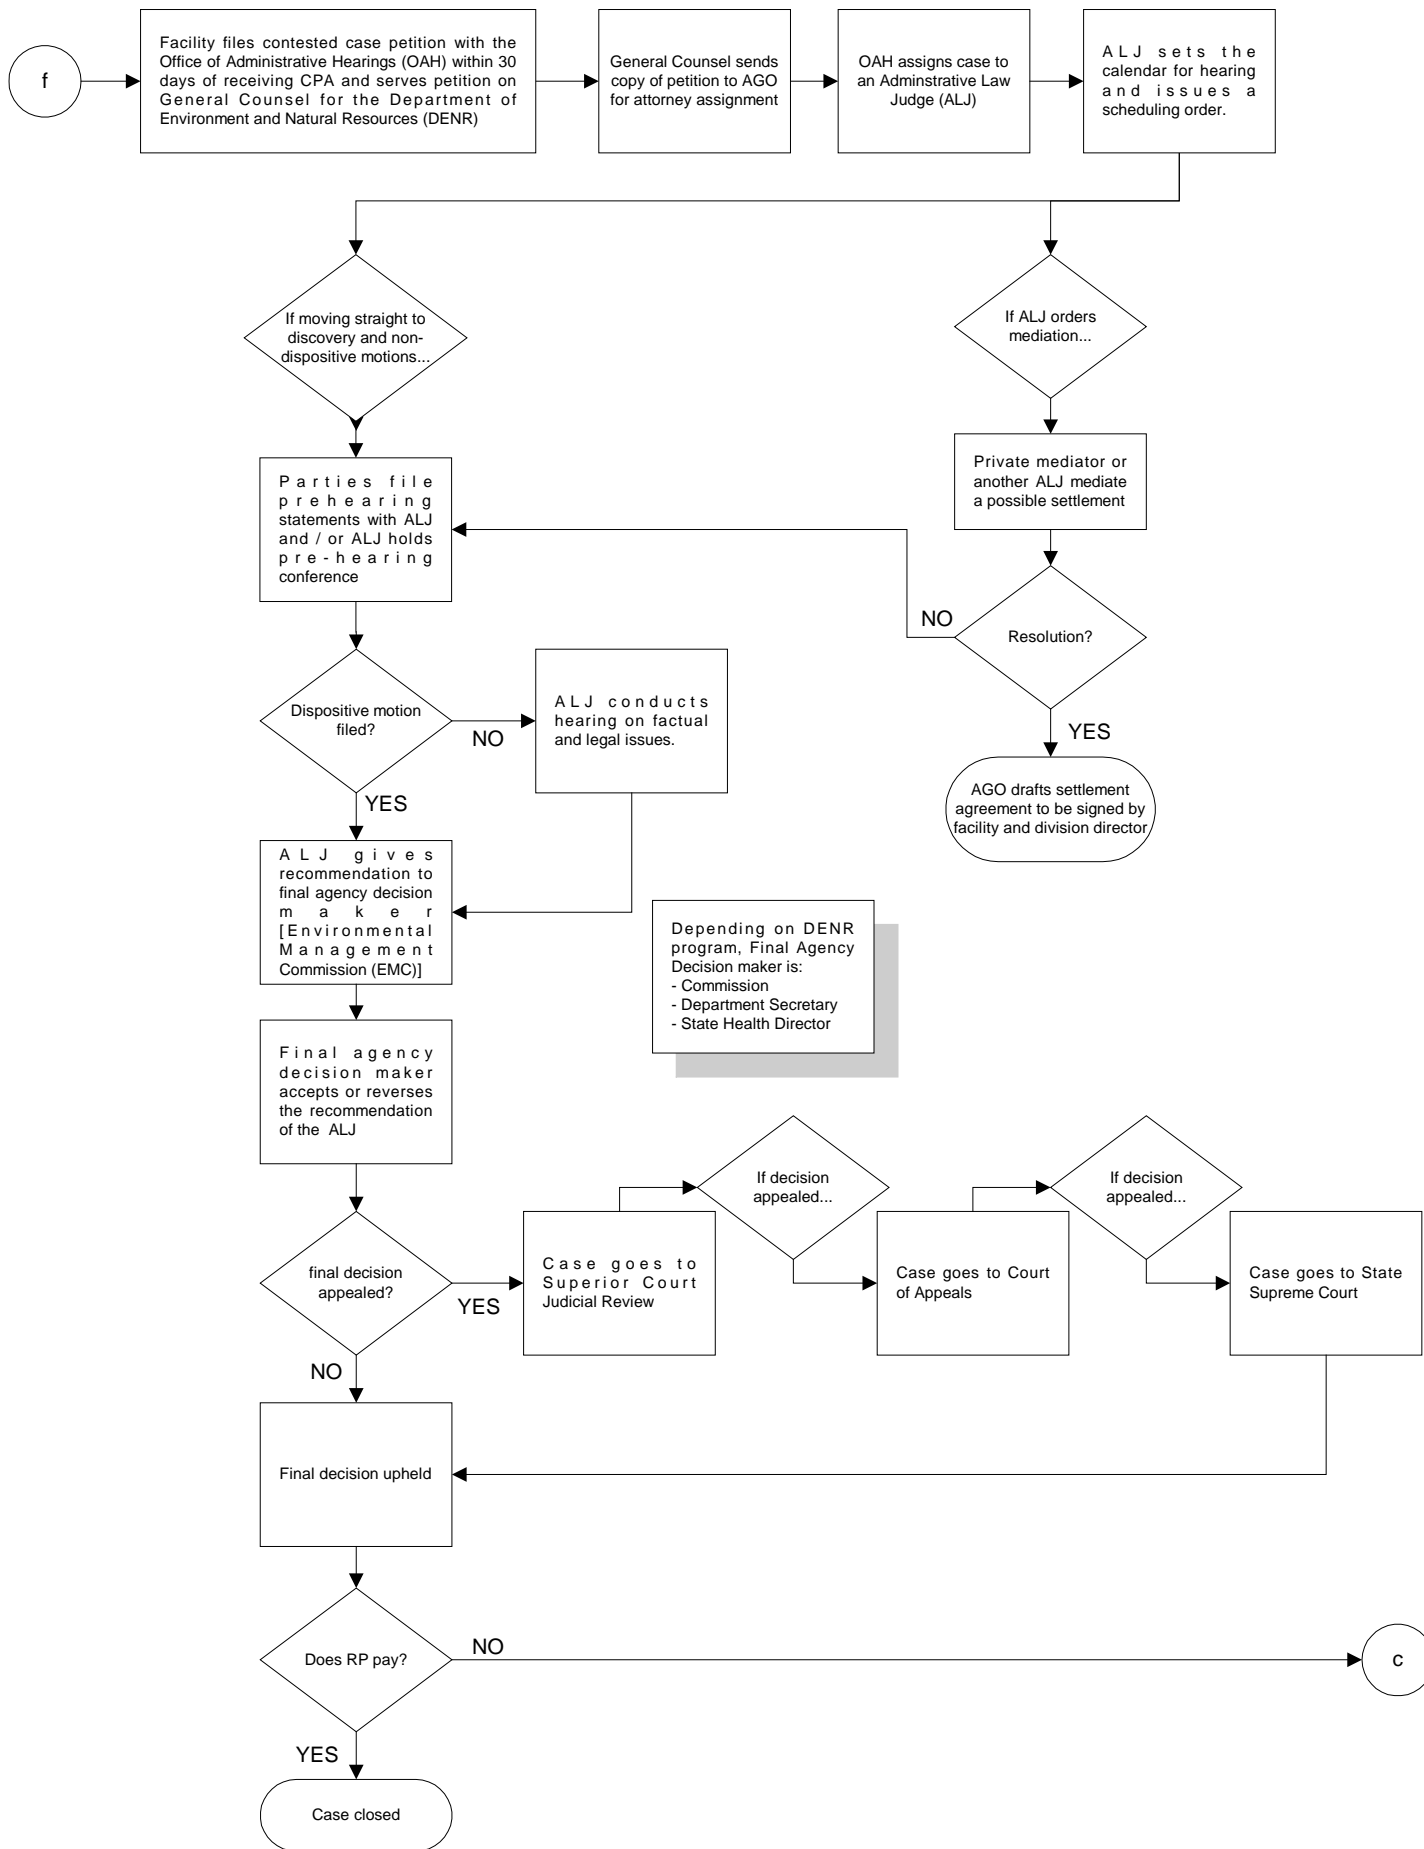 f
Facility files contested case petition with the
Office of Administrative Hearings (OAH) within 30
days of receiving CPA and serves petition on
General Counsel for the Department of
Environment and Natural Resources (DENR)
General Counsel sends
copy of petition to AGO
for attorney assignment
OAH assigns case to
an Adminstrative Law
Judge (ALJ)
ALJ sets the
calendar for hearing
and issues a
scheduling order.
If moving straight to
discovery and non-
dispositive motions...
If ALJ orders
mediation...
Parties file
prehearing
statements with ALJ
and / or ALJ holds
pre-hearing
conference
Private mediator or
another ALJ mediate
a possible settlement
NO
Resolution?
YES
AGO drafts settlement
agreement to be signed by
facility and division director
Dispositive motion
filed?
NO
ALJ conducts
hearing on factual
and legal issues.
YES
ALJ gives
recommendation to
final agency decision
maker
[Environmental
Management
Commission (EMC)]
Depending on DENR
program, Final Agency
Decision maker is:
- Commission
- Department Secretary
- State Health Director
Final agency
decision maker
accepts or reverses
the recommendation
of the ALJ
final decision
appealed?
YES
Case goes to
Superior Court
Judicial Review
If decision
appealed...
Case goes to Court
of Appeals
If decision
appealed...
Case goes to State
Supreme Court
NO
Final decision upheld
Does RP pay?
NO
c
YES
Case closed